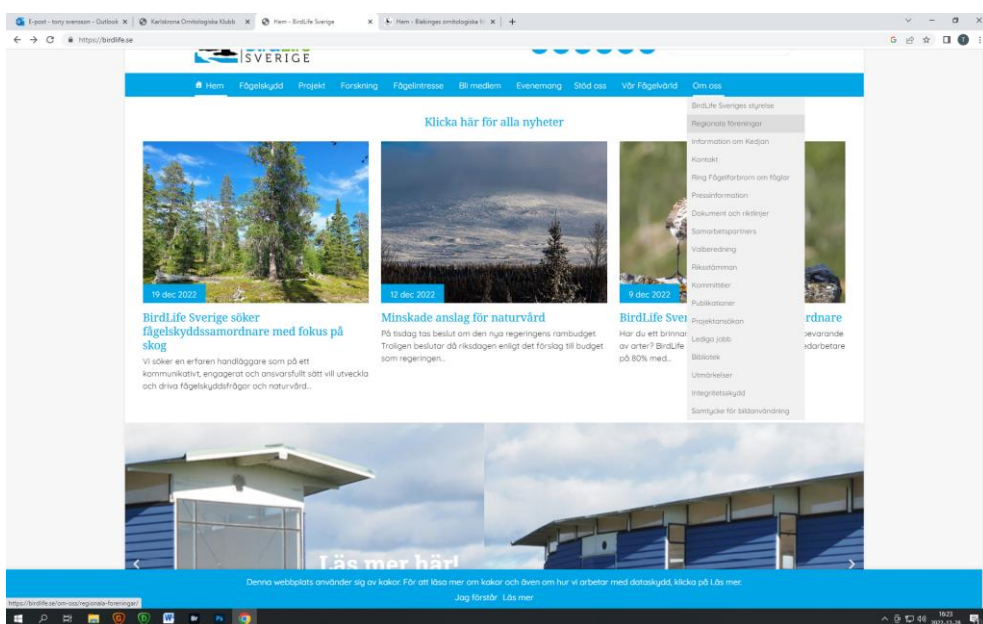 E-post - tony svensson - Outlook
Karlskrona Ornitologiska Klubb
Hem - BirdLife Sverige
Hem - Blekinges ornitologiska f
https://birdlife.se
SVERIGE
Hem Fågelskydd Projekt Forskning Fågelintresse Bli medlem Evenemang Stöd oss Vår Fågelvärld Om oss
BirdLife Sveriges styrelse
Regionala föreningar
Information om Kedjan
Kontakt
Ring Fågelfarbrorn om fåglar
Pressinformation
Dokument och riktlinjer
Samarbetspartners
Valberedning
Riksstämman
Kommittéer
Publikationer
Projektansökan
Lediga jobb
Bibliotek
Utmärkelser
Integritetsskydd
Samtycke för bildanvändning
Klicka här för alla nyheter
19 dec 2022
BirdLife Sverige söker
fågelskyddssamordnare med fokus på
skog
Vi söker en erfaren handläggare som på ett
kommunikativt, engagerat och ansvarsfullt sätt vill utveckla
och driva fågelskyddsfrågor och naturvård...
12 dec 2022
Minskade anslag för naturvård
På tisdag tas beslut om den nya regeringens rambudget.
Troligen beslutar då riksdagen enligt det förslag till budget
som regeringen...
9 dec 2022
BirdLife Sver
rdnare
Har du ett brinnar
bevarande
av arter? BirdLife
edarbetare
på 80% med...
Läs mer här!
Denna webbplats använder sig av kakor. För att läsa mer om kakor och även om hur vi arbetar med dataskydd, klicka på Läs mer.
Jag förstår Läs mer
https://birdlife.se/om-oss/regionala-foreningar/
16:23
2022-12-28